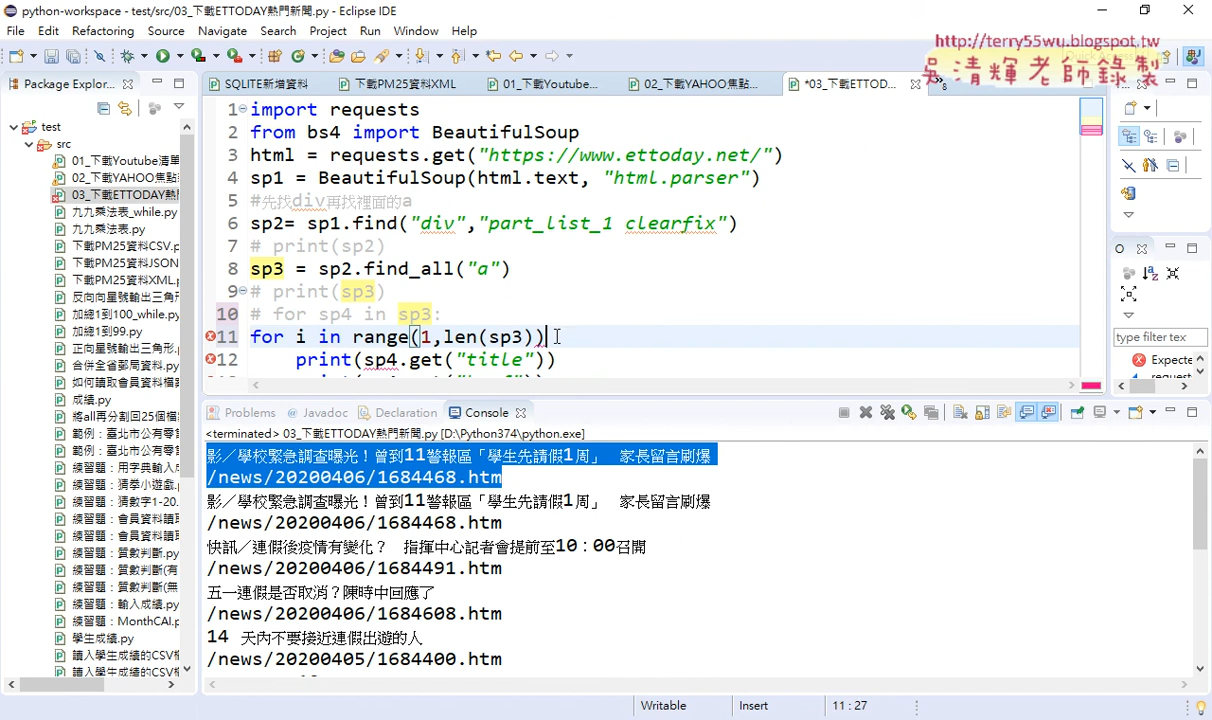 python-workspace - test/src/03_下載ETTODAY熱門新聞.py - Eclipse IDE
File Edit Refactoring Source Navigate Search Project Run Window Help
http://terry55wu.blogspot.tw
吳清輝老師錄製
Package Explor...
SQLITE新增資料
下載PM25資料XML
01_下載Youtube...
02_下載YAHOO焦點...
*03_下載ETTOD...
test
src
01_下載Youtube清單
02_下載YAHOO焦點
03_下載ETTODAY熱
九九乘法表_while.py
九九乘法表.py
下載PM25資料CSV.p
下載PM25資料JSON
下載PM25資料XML.
反向向星號輸出三角形
加總1到100_while.py
加總1到99.py
正向星號輸出三角形.
合併全省郵局資料.py
如何讀取會員資料檔案
成績.py
將all再分割回25個檔
範例：臺北市公有零售
範例：臺北市公有零售
練習題：用字典輸入成
練習題：猜拳小遊戲.
練習題：猜數字1-20.
練習題：會員資料讀取
練習題：會員資料讀取
練習題：質數判斷.py
練習題：質數判斷(有
練習題：質數判斷(無
練習題：輸入成績.py
練習題：MonthCAI.p
學生成績.py
讀入學生成績的CSV檔
讀入學生成績的CSV檔
1 import requests
2 from bs4 import BeautifulSoup
3 html = requests.get("https://www.ettoday.net/")
4 sp1 = BeautifulSoup(html.text, "html.parser")
5 #先找div再找裡面的a
6 sp2= sp1.find("div","part_list_1 clearfix")
7 # print(sp2)
8 sp3 = sp2.find_all("a")
9 # print(sp3)
10 # for sp4 in sp3:
11 for i in range(1,len(sp3))
12 print(sp4.get("title"))
type filter text
Expecte
request
Problems Javadoc Declaration Console
<terminated> 03_下載ETTODAY熱門新聞.py [D:\Python374\python.exe]
影／學校緊急調查曝光！曾到11警報區「學生先請假1周」 家長留言刷爆
/news/20200406/1684468.htm
影／學校緊急調查曝光！曾到11警報區「學生先請假1周」 家長留言刷爆
/news/20200406/1684468.htm
快訊／連假後疫情有變化？ 指揮中心記者會提前至10：00召開
/news/20200406/1684491.htm
五一連假是否取消？陳時中回應了
/news/20200406/1684608.htm
14 天內不要接近連假出遊的人
/news/20200405/1684400.htm
Writable Insert 11 : 27